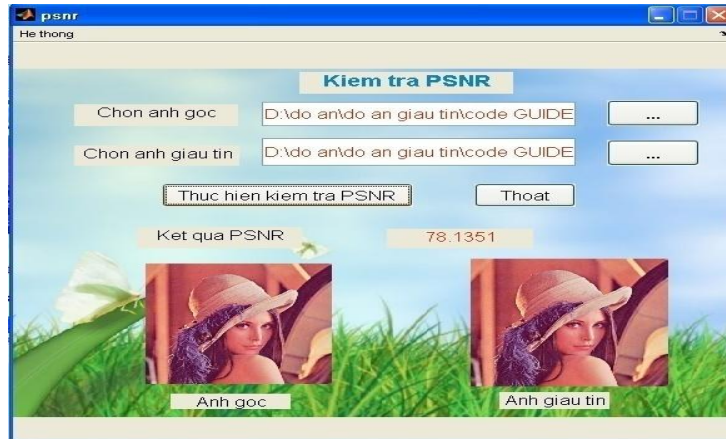 psnr
He thong
Kiem tra PSNR
Chon anh goc D:\do an\do an giau tin\code GUIDE ...
Chon anh giau tin D:\do an\do an giau tin\code GUIDE ...
Thuc hien kiem tra PSNR Thoat
Ket qua PSNR 78.1351
Anh goc Anh giau tin